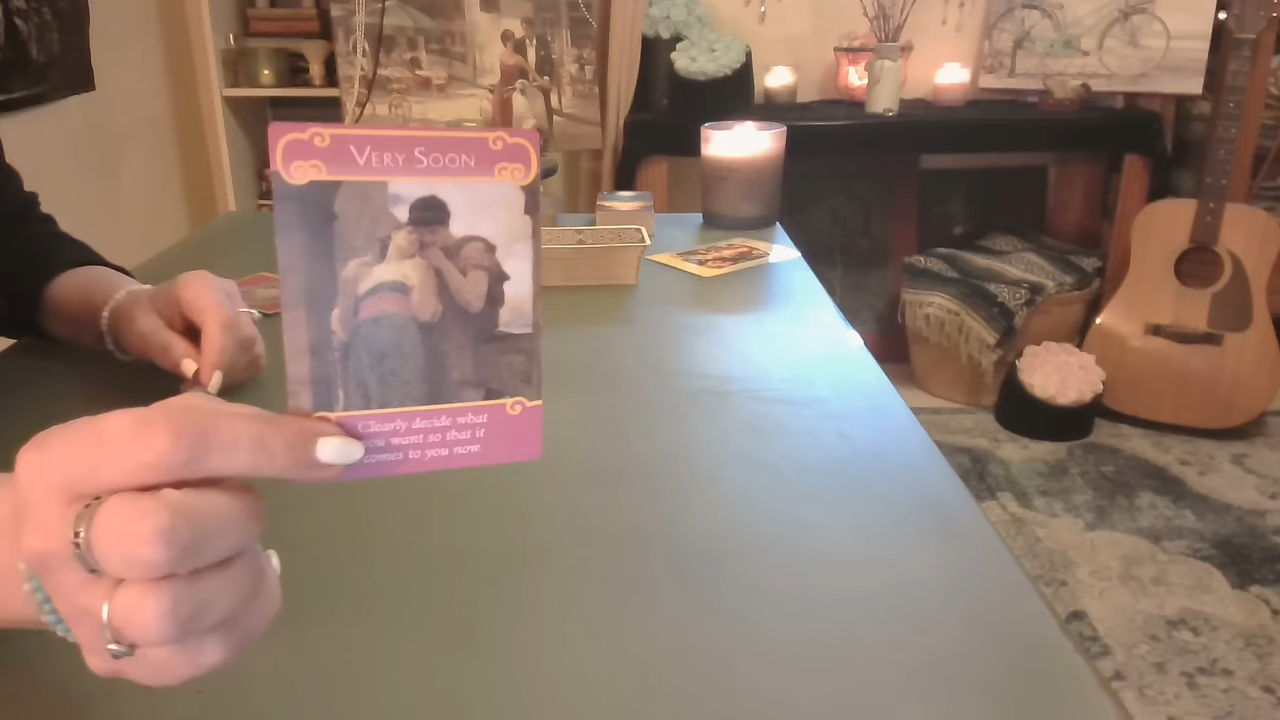 VERY SOON
Clearly decide what
you want so that it
comes to you now.